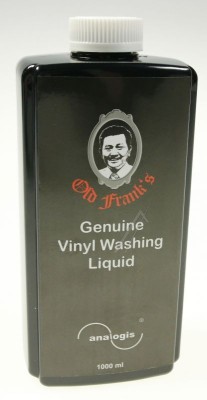 Old Frank's
Genuine
Vinyl Washing
Liquid
analogis
1000 ml